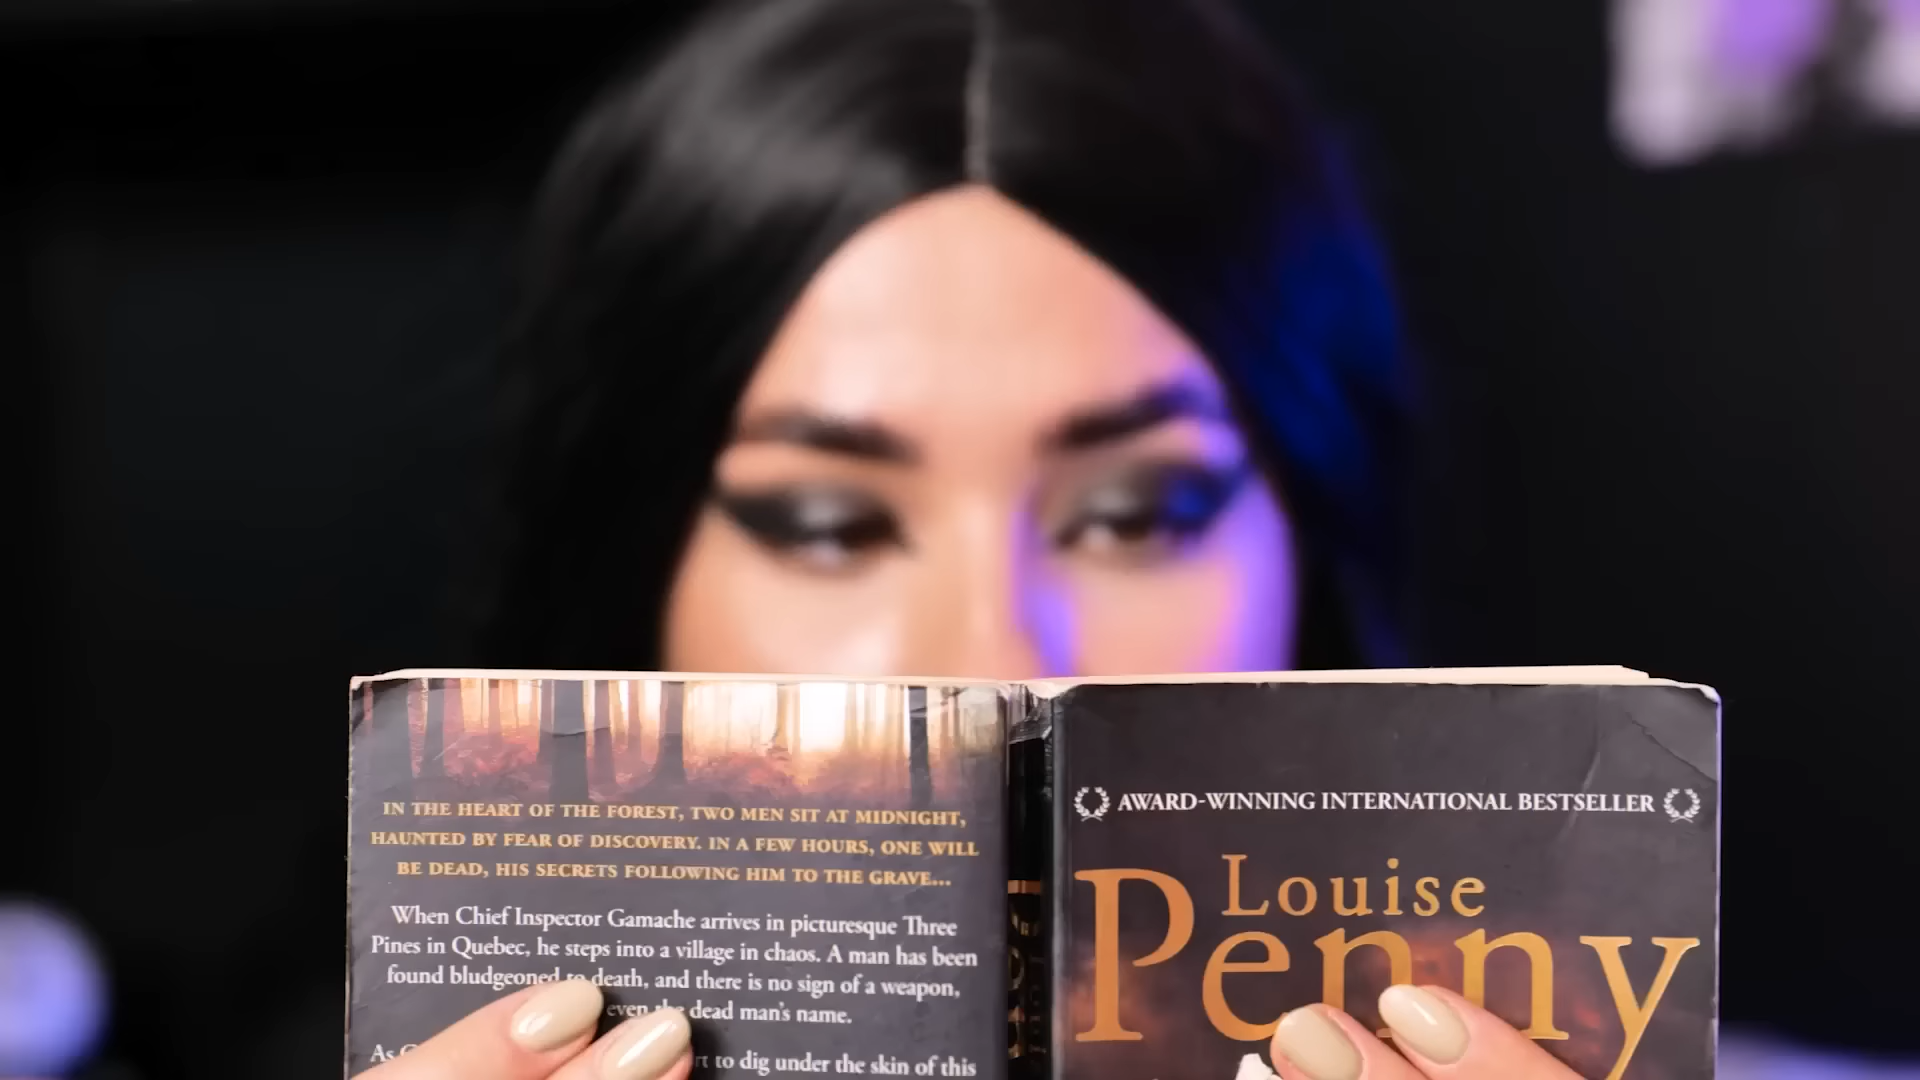 IN THE HEART OF THE FOREST, TWO MEN SIT AT MIDNIGHT,
HAUNTED BY FEAR OF DISCOVERY. IN A FEW HOURS, ONE WILL
BE DEAD, HIS SECRETS FOLLOWING HIM TO THE GRAVE...
When Chief Inspector Gamache arrives in picturesque Three
Pines in Quebec, he steps into a village in chaos. A man has been
found bludgeoned to death, and there is no sign of a weapon,
even the dead man's name.
to dig under the skin of this
AWARD-WINNING INTERNATIONAL BESTSELLER
Louise
Penny